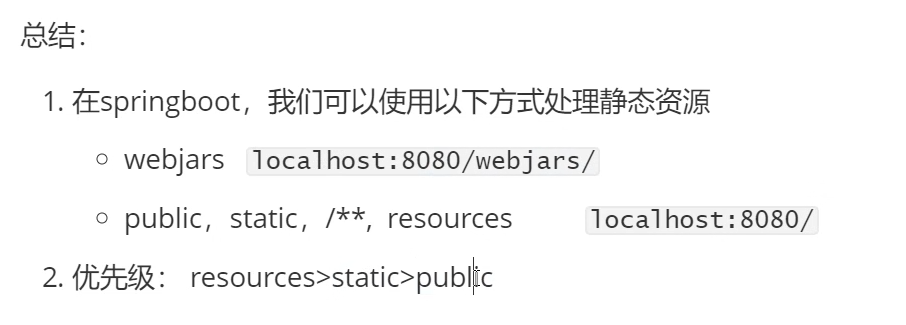 总结：
1. 在springboot，我们可以使用以下方式处理静态资源
○ webjars localhost:8080/webjars/
○ public，static，/**, resources localhost:8080/
2. 优先级： resources>static>public